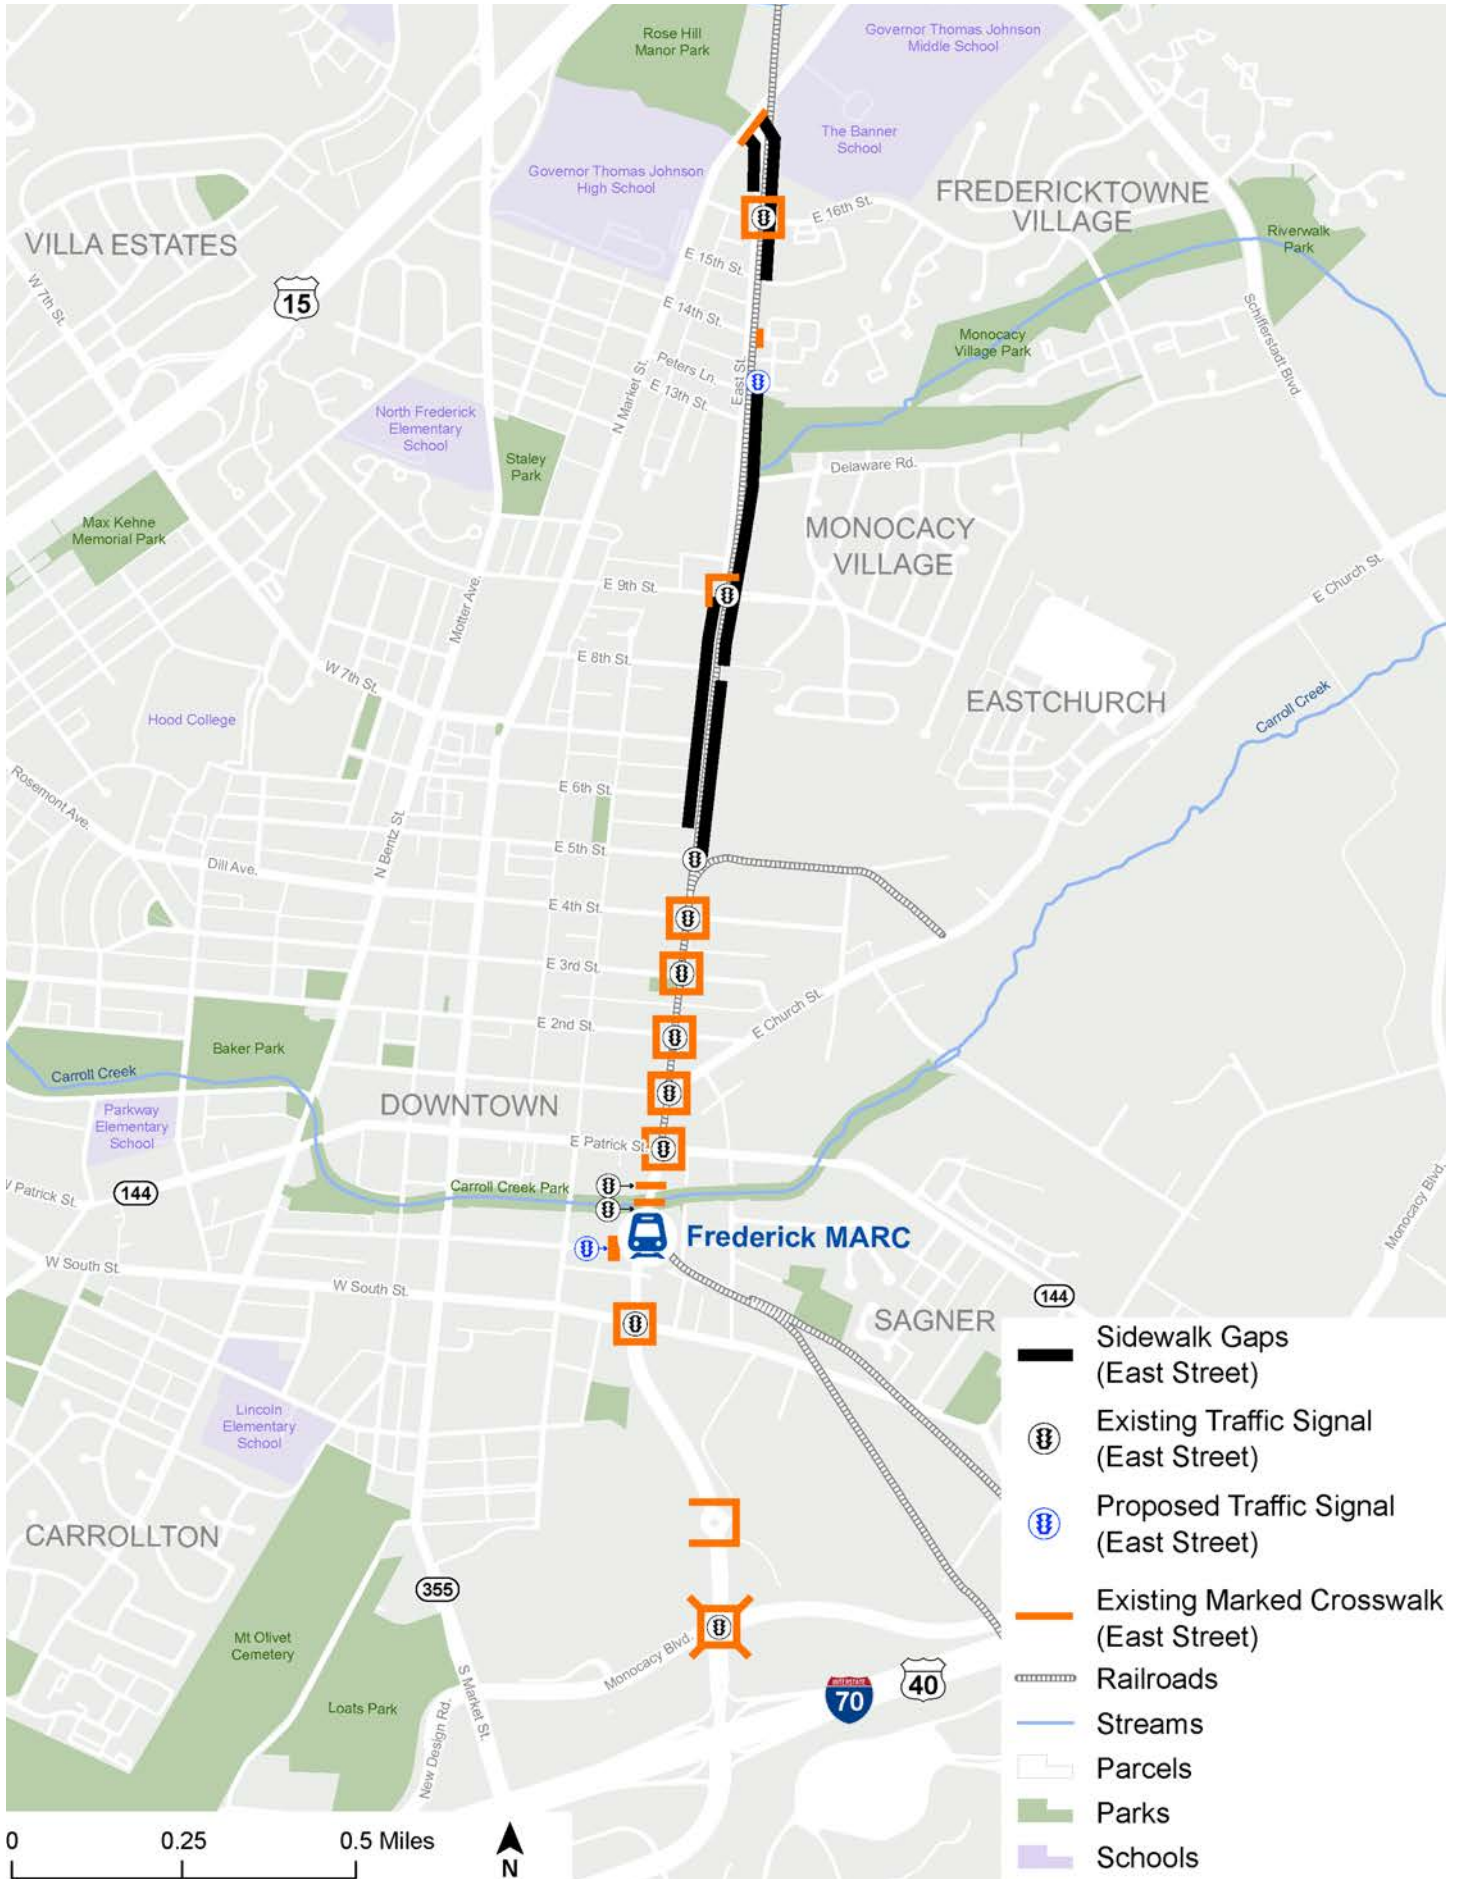 Rose Hill
Manor Park
Governor Thomas Johnson
Middle School
The Banner
School
Governor Thomas Johnson
High School
E 16th St.
FREDERICKTOWNE
VILLAGE
Riverwalk
Park
VILLA ESTATES
W 7th St.
15
E 15th St.
E 14th St.
Monocacy
Village Park
Schifferstadt Blvd.
Peters Ln.
E 13th St.
East St.
N Market St.
North Frederick
Elementary
School
Staley
Park
Delaware Rd.
Max Kehne
Memorial Park
MONOCACY
VILLAGE
E 9th St.
E Church St.
Motter Ave.
E 8th St.
W 7th St.
EASTCHURCH
Carroll Creek
Hood College
Rosemont Ave.
E 6th St.
N Bentz St.
E 5th St.
Dill Ave.
E 4th St.
E 3rd St.
E Church St.
E 2nd St.
Baker Park
Carroll Creek
DOWNTOWN
Parkway
Elementary
School
E Patrick St.
W Patrick St.
144
Carroll Creek Park
Monocacy Blvd.
Frederick MARC
W South St.
W South St.
144
SAGNER
Lincoln
Elementary
School
CARROLLTON
355
Mt Olivet
Cemetery
Monocacy Blvd.
S Market St.
New Design Rd.
Loats Park
INTERSTATE
70
40
Sidewalk Gaps
(East Street)
Existing Traffic Signal
(East Street)
Proposed Traffic Signal
(East Street)
Existing Marked Crosswalk
(East Street)
Railroads
Streams
Parcels
Parks
Schools
0
0.25
0.5 Miles
N